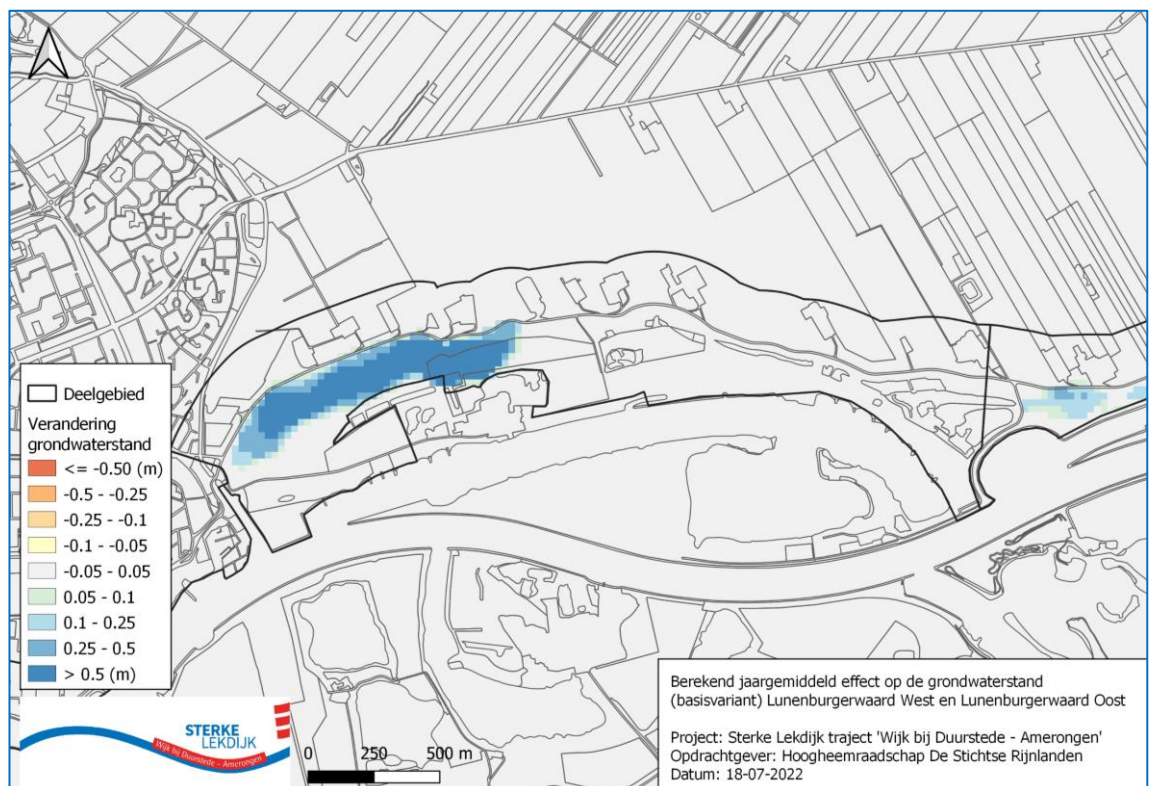 Deelgebied
Verandering
grondwaterstand
<= -0.50 (m)
-0.5 - -0.25
-0.25 - -0.1
-0.1 - -0.05
-0.05 - 0.05
0.05 - 0.1
0.1 - 0.25
0.25 - 0.5
> 0.5 (m)
STERKE
LEKDIJK
Wijk bij Duurstede - Amerongen
0 250 500 m
Berekend jaargemiddeld effect op de grondwaterstand
(basisvariant) Lunenburgerwaard West en Lunenburgerwaard Oost
Project: Sterke Lekdijk traject 'Wijk bij Duurstede - Amerongen'
Opdrachtgever: Hoogheemraadschap De Stichtse Rijnlanden
Datum: 18-07-2022